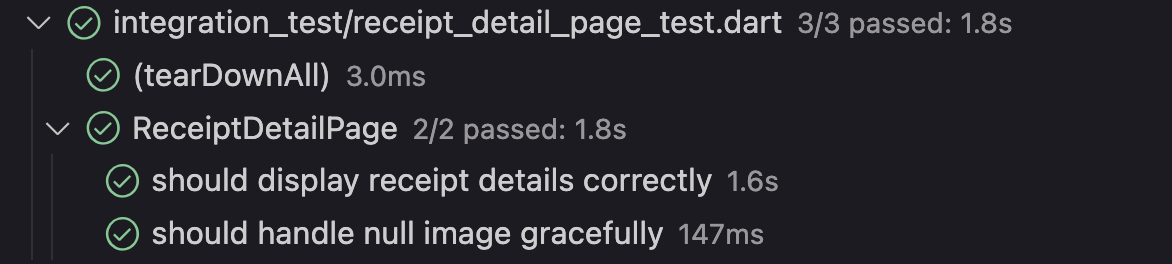 integration_test/receipt_detail_page_test.dart 3/3 passed: 1.8s
(tearDownAll) 3.0ms
ReceiptDetailPage 2/2 passed: 1.8s
should display receipt details correctly 1.6s
should handle null image gracefully 147ms